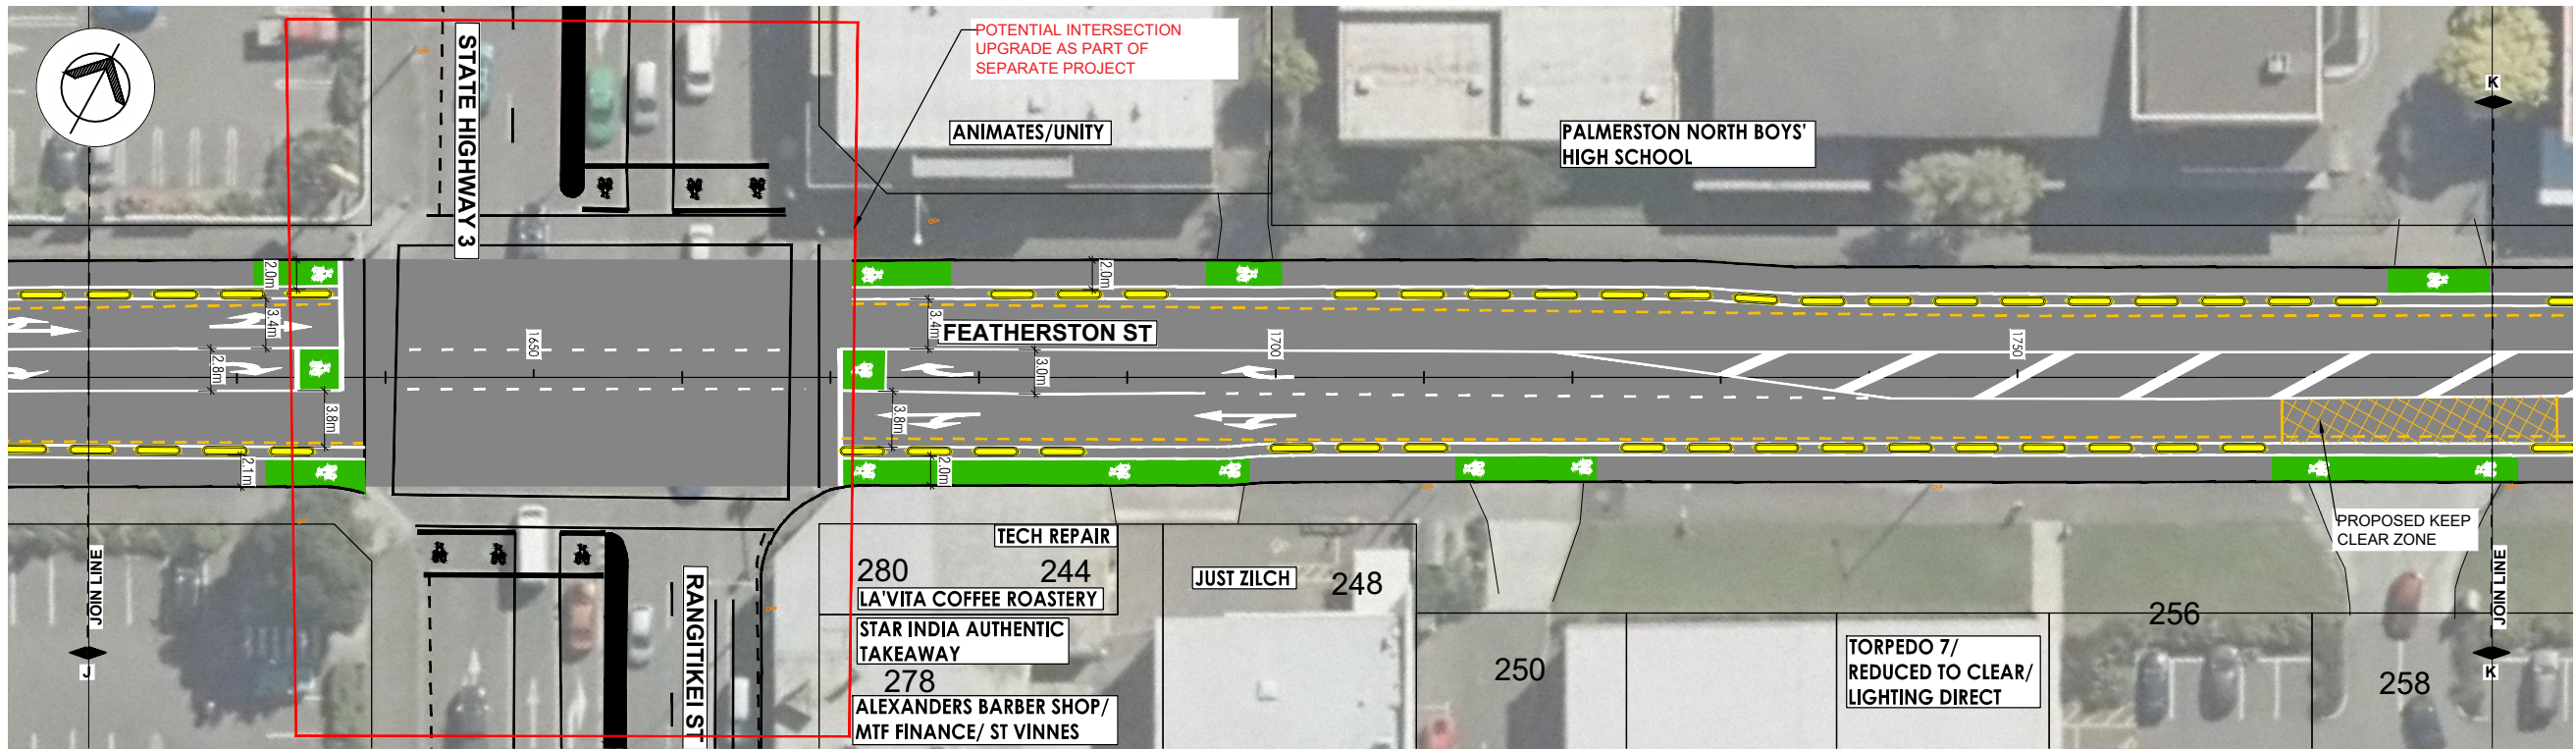 STATE HIGHWAY 3
POTENTIAL INTERSECTION
UPGRADE AS PART OF
SEPARATE PROJECT
ANIMATES/UNITY
PALMERSTON NORTH BOYS'
HIGH SCHOOL
K
2.0m
2.0m
3.4m
3.4m
FEATHERSTON ST
1650
1700
1750
2.8m
3.0m
3.8m
3.8m
2.1m
2.0m
PROPOSED KEEP
CLEAR ZONE
JOIN LINE
J
RANGITIKEI ST
TECH REPAIR
280
244
LA'VITA COFFEE ROASTERY
STAR INDIA AUTHENTIC
TAKEAWAY
278
ALEXANDERS BARBER SHOP/
MTF FINANCE/ ST VINNES
JUST ZILCH
248
250
TORPEDO 7/
REDUCED TO CLEAR/
LIGHTING DIRECT
256
258
JOIN LINE
K